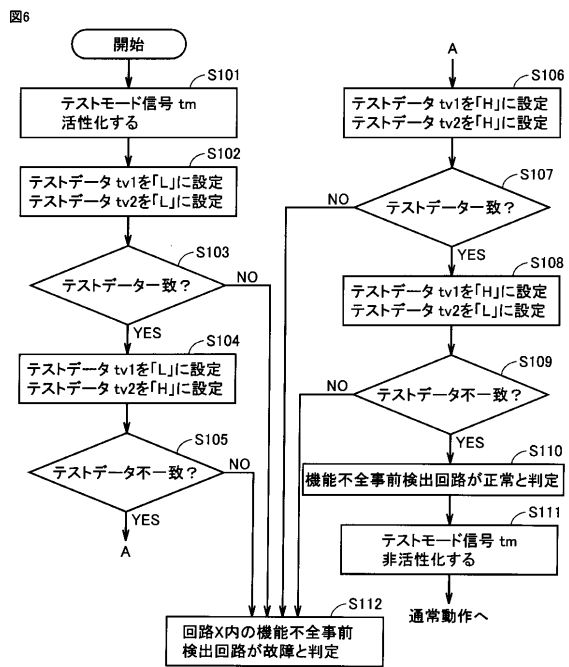 図6
開始
S101
テストモード信号 tm
活性化する
S102
テストデータ tv1を「L」に設定
テストデータ tv2を「L」に設定
S103
テストデータ一致？
NO
YES
S104
テストデータ tv1を「L」に設定
テストデータ tv2を「H」に設定
S105
テストデータ不一致？
NO
YES
A
A
S106
テストデータ tv1を「H」に設定
テストデータ tv2を「H」に設定
S107
NO
テストデータ一致？
YES
S108
テストデータ tv1を「H」に設定
テストデータ tv2を「L」に設定
S109
NO
テストデータ不一致？
YES
S110
機能不全事前検出回路が正常と判定
S111
テストモード信号 tm
非活性化する
通常動作へ
S112
回路X内の機能不全事前
検出回路が故障と判定